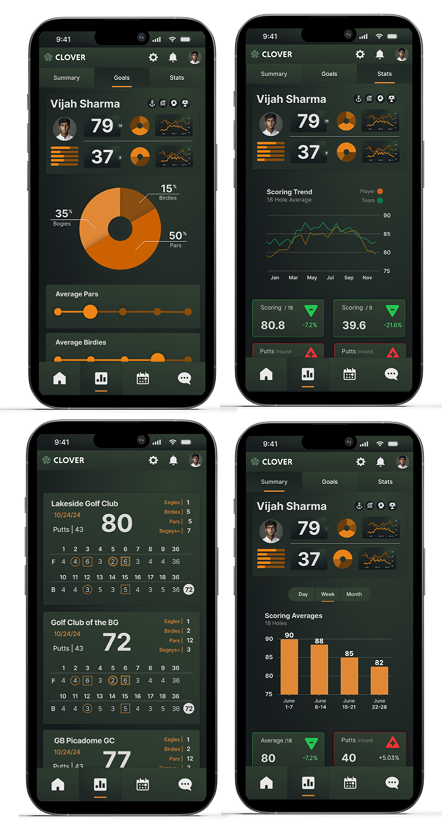 9:41
CLOVER
Summary Goals Stats
Vijah Sharma
79
37
15%
Birdies
35%
Bogies
50%
Pars
Average Pars
Average Birdies
9:41
CLOVER
Summary Goals Stats
Vijah Sharma
79
37
Scoring Trend
18 Hole Average
Player
Team
90
85
80
75
Jan Mar May Jul Sep Nov
Scoring / 18
80.8 -7.2%
Scoring / 9
39.6 -21.6%
Putts /round
Putts /round
9:41
CLOVER
Lakeside Golf Club
10/24/24
Putts | 43
80
Eagles | 1
Birdies | 5
Pars | 5
Bogeys+ | 7
1 2 3 4 5 6 7 8 9 36
F 4 4 6 3 2 6 4 3 4 36
10 11 12 13 14 15 16 17 18 36
B 4 4 3 3 5 5 4 4 4 72
Golf Club of the BG
10/24/24
Putts | 43
72
Eagles | 1
Birdies | 2
Pars | 12
Bogeys+ | 3
1 2 3 4 5 6 7 8 9 36
F 4 4 6 3 2 6 4 3 4 36
10 11 12 13 14 15 16 17 18 36
B 4 4 3 3 5 5 4 4 4 72
GB Picadome GC
10/24/24
77
Eagles | 1
Birdies | 2
Pars | 12
9:41
CLOVER
Summary Goals Stats
Vijah Sharma
79
37
Day Week Month
Scoring Averages
18 Holes
90
85
80
75
90
88
85
82
June
1-7
June
8-14
June
15-21
June
22-28
Average /18
80 -7.2%
Putts /round
40 +5.03%